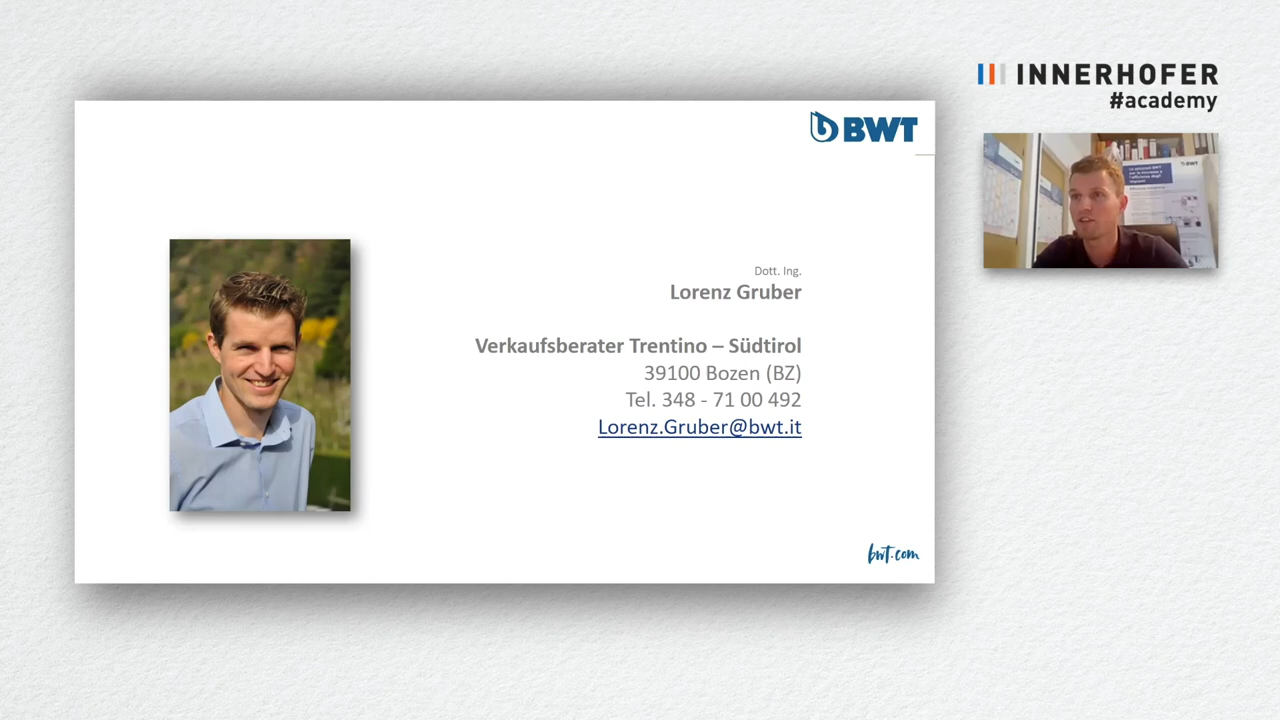 INNERHOFER
#academy
BWT
Dott. Ing.
Lorenz Gruber
Verkaufsberater Trentino – Südtirol
39100 Bozen (BZ)
Tel. 348 - 71 00 492
Lorenz.Gruber@bwt.it
bwt.com
BWT